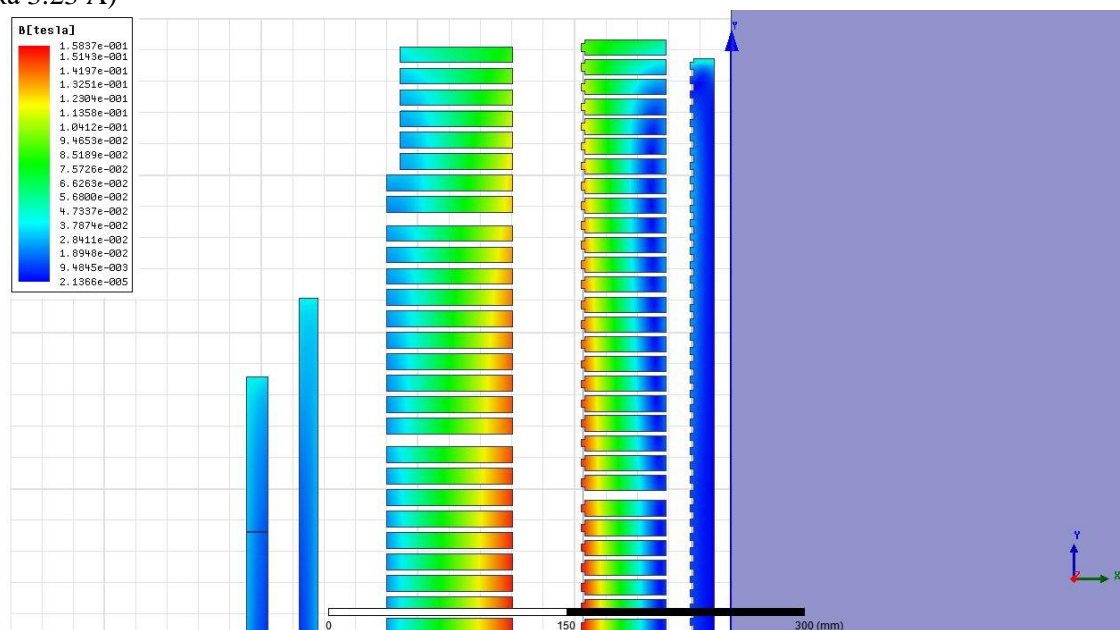 B[tesla]
1.5837e-001
1.5143e-001
1.4197e-001
1.3251e-001
1.2304e-001
1.1358e-001
1.0412e-001
9.4653e-002
8.5189e-002
7.5726e-002
6.6263e-002
5.6800e-002
4.7337e-002
3.7874e-002
2.8411e-002
1.8948e-002
9.4845e-003
2.1366e-005
Y
Y
X
0 150 300 (mm)